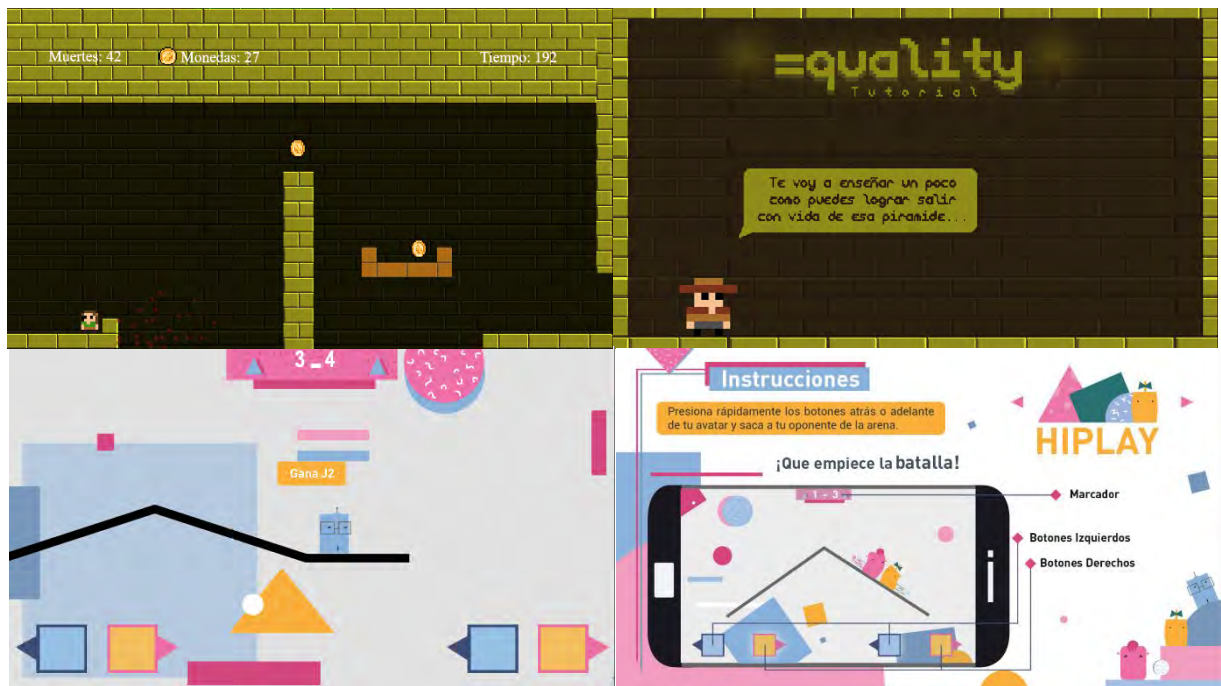 Muertes: 42 Monedas: 27 Tiempo: 192
=quality
Tutorial
Te voy a enseñar un poco
como puedes lograr salir
con vida de esa piramide...
3 - 4
Gana J2
Instrucciones
Presiona rápidamente los botones atrás o adelante
de tu avatar y saca a tu oponente de la arena.
HIPLAY
¡Que empiece la batalla!
1 - 3
Marcador
Botones Izquierdos
Botones Derechos